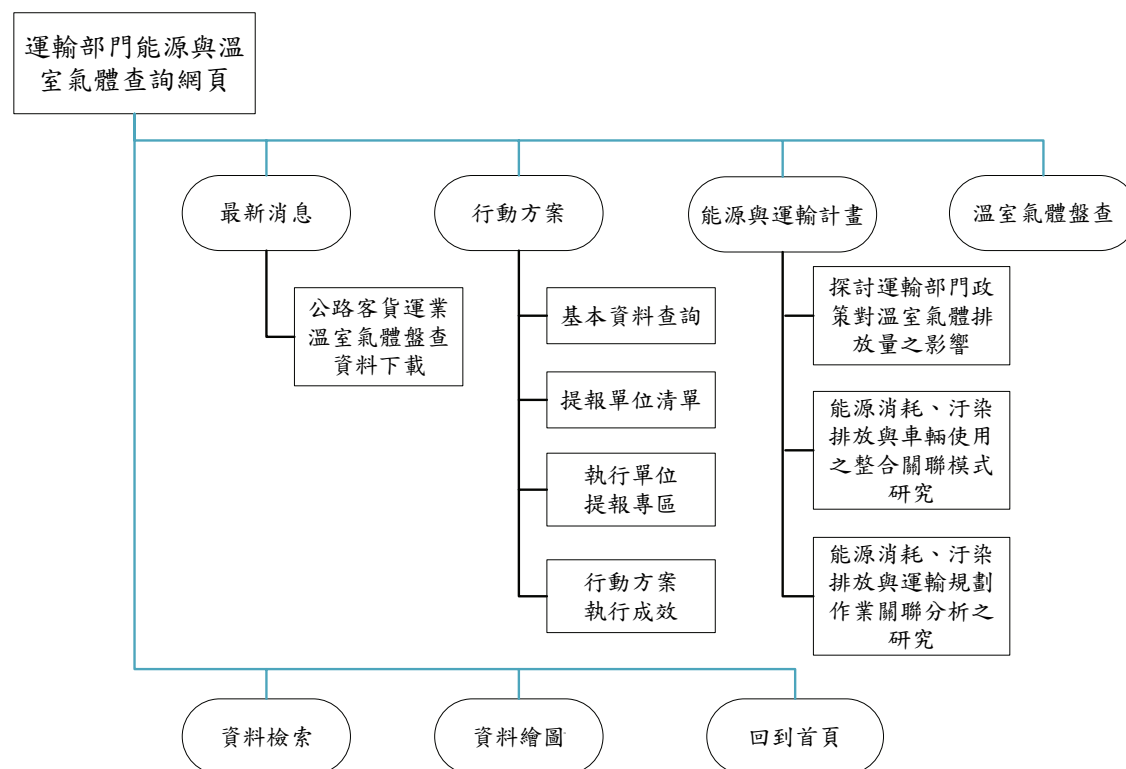 運輸部門能源與溫
室氣體查詢網頁
最新消息
行動方案
能源與運輸計畫
溫室氣體盤查
公路客貨運業
溫室氣體盤查
資料下載
基本資料查詢
提報單位清單
執行單位
提報專區
行動方案
執行成效
探討運輸部門政
策對溫室氣體排
放量之影響
能源消耗、汙染
排放與車輛使用
之整合關聯模式
研究
能源消耗、汙染
排放與運輸規劃
作業關聯分析之
研究
資料檢索
資料繪圖
回到首頁